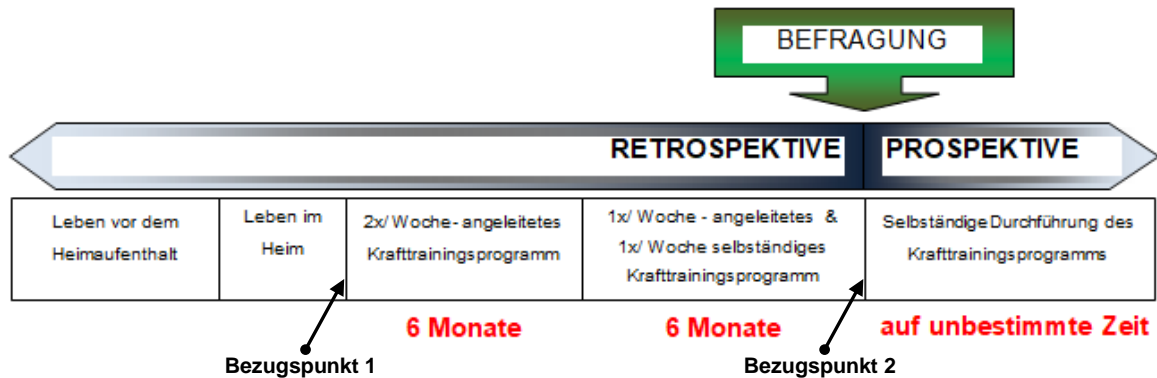 BEFRAGUNG
RETROSPEKTIVE
PROSPEKTIVE
Leben vor dem
Heimaufenthalt
Leben im
Heim
2x/ Woche- angeleitetes
Krafttrainingsprogramm
1x/ Woche - angeleitetes &
1x/ Woche selbständiges
Krafttrainingsprogramm
Selbständige Durchführung des
Krafttrainingsprogramms
6 Monate
6 Monate
auf unbestimmte Zeit
Bezugspunkt 1
Bezugspunkt 2